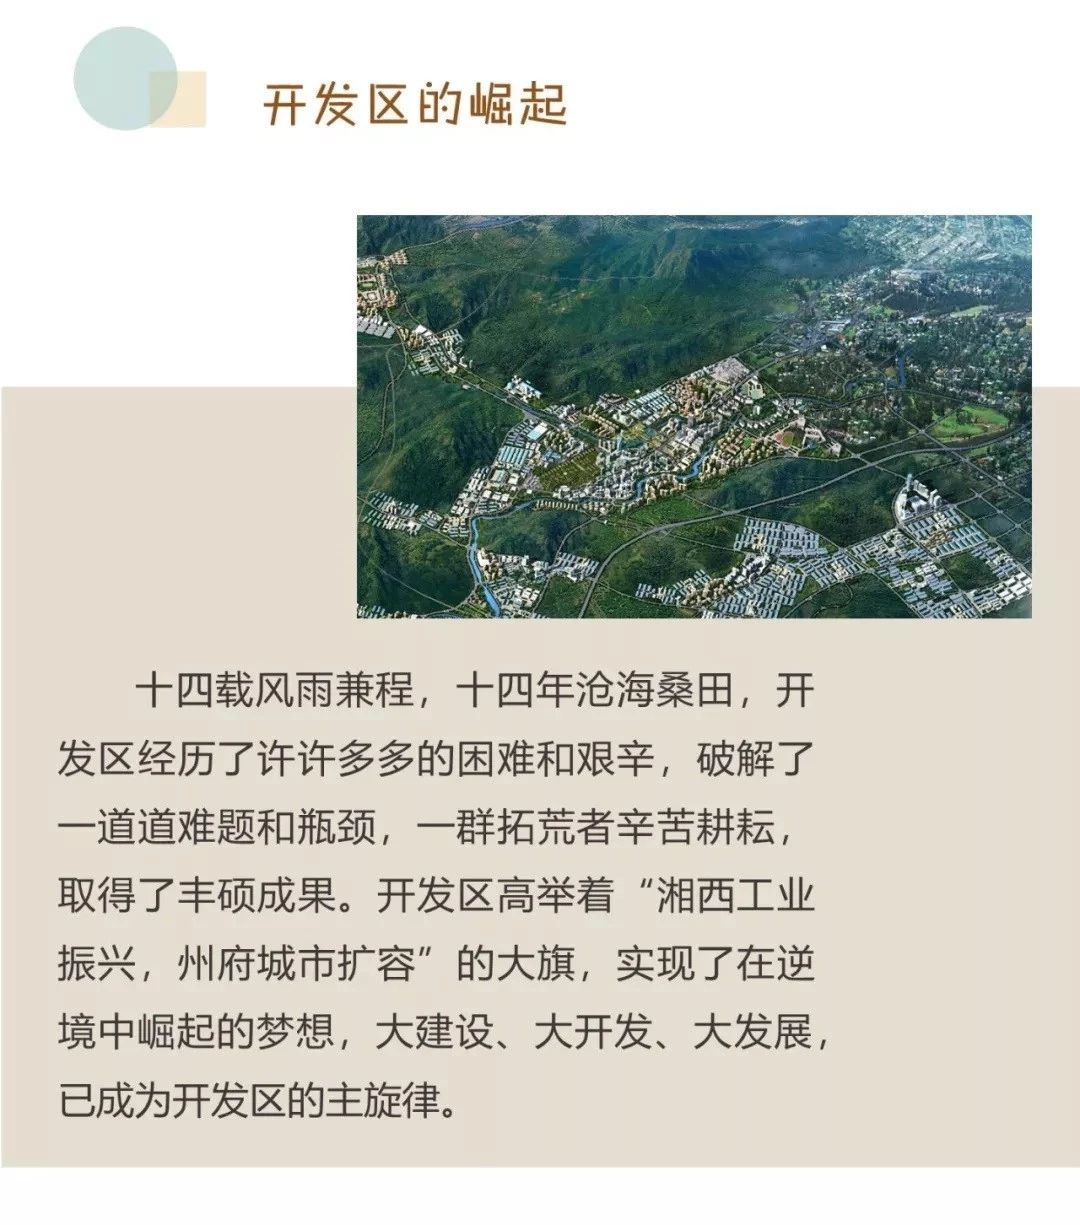 开发区的崛起
十四载风雨兼程，十四年沧海桑田，开
发区经历了许许多多的困难和艰辛，破解了
一道道难题和瓶颈，一群拓荒者辛苦耕耘，
取得了丰硕成果。开发区高举着“湘西工业
振兴，州府城市扩容”的大旗，实现了在逆
境中崛起的梦想，大建设、大开发、大发展，
已成为开发区的主旋律。